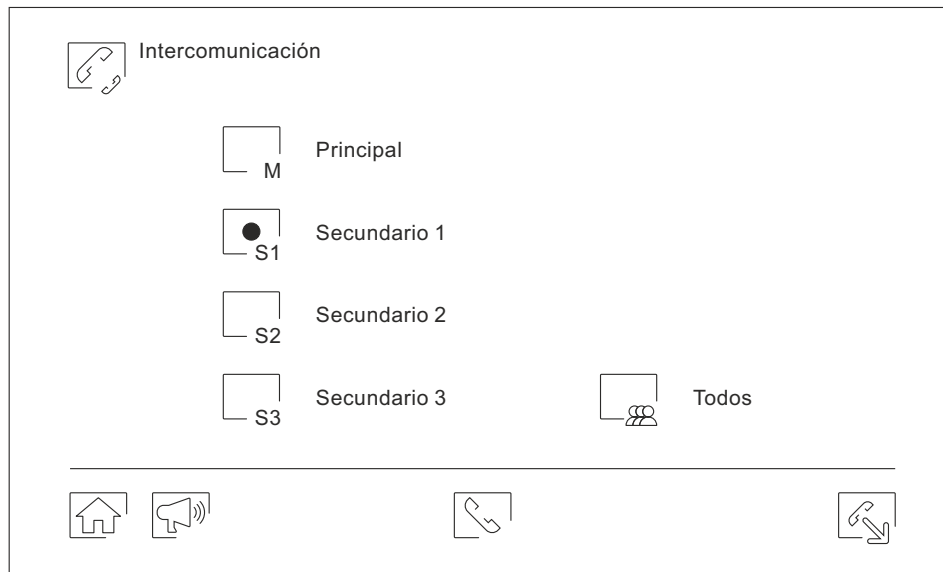 Intercomunicación
M Principal
S1 Secundario 1
S2 Secundario 2
S3 Secundario 3 Todos